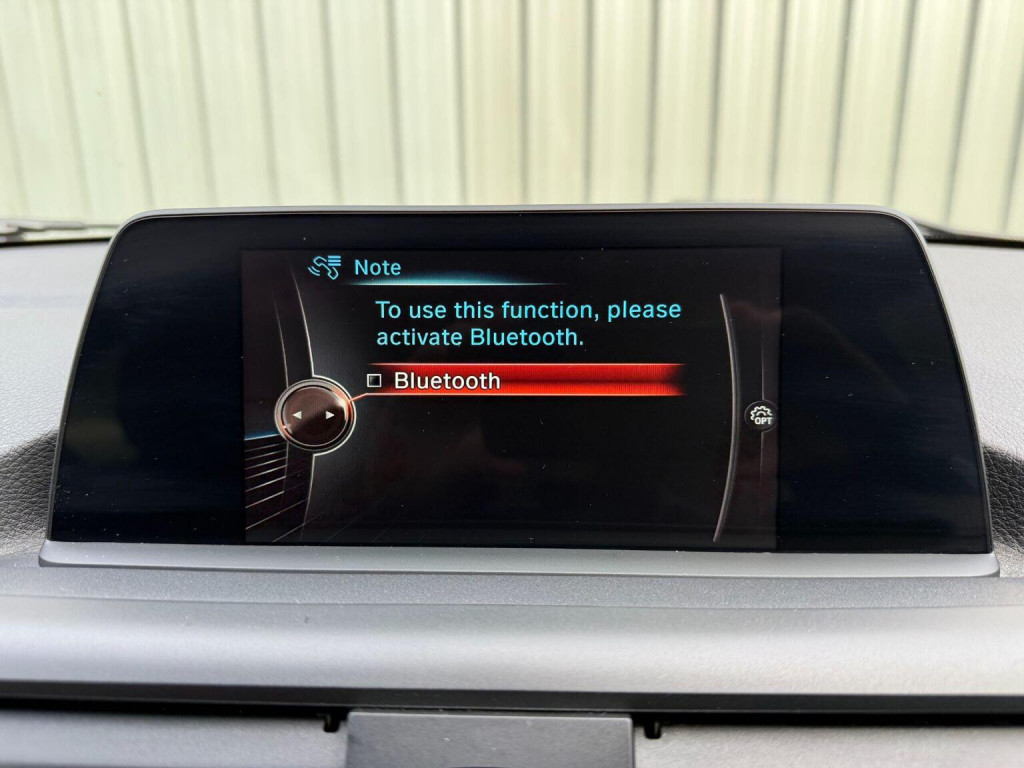 Note
To use this function, please
activate Bluetooth.
Bluetooth
OPT